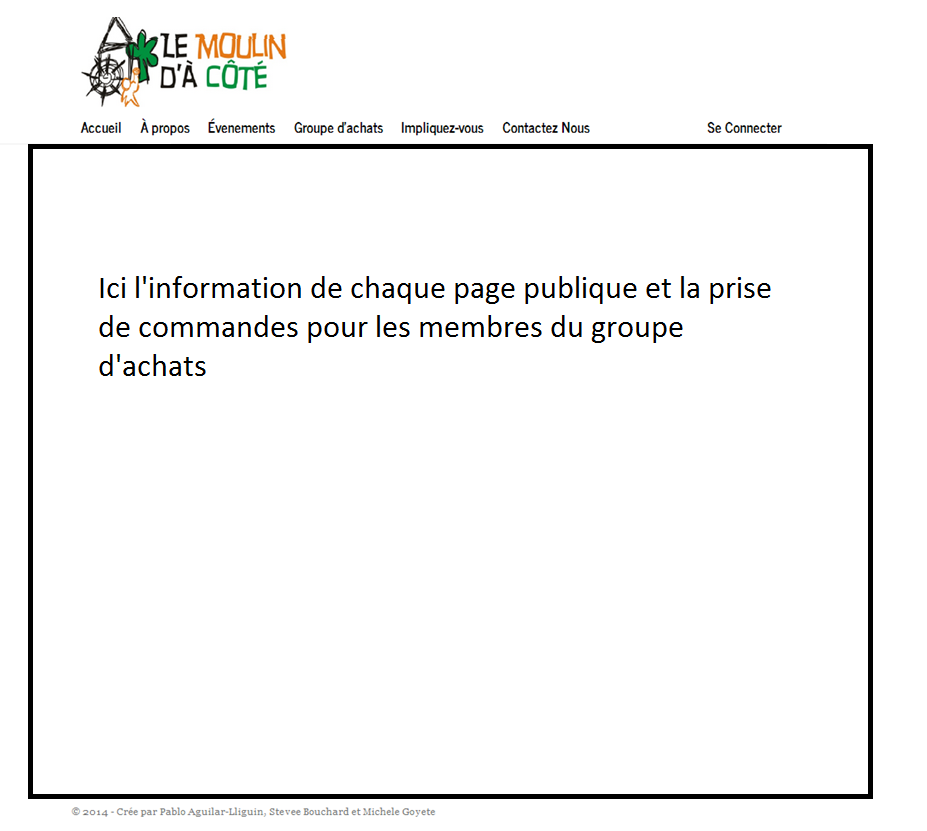 LE MOULIN
D'À CÔTÉ
Accueil À propos Évenements Groupe d'achats Impliquez-vous Contactez Nous Se Connecter
Ici l'information de chaque page publique et la prise
de commandes pour les membres du groupe
d'achats
© 2014 - Crée par Pablo Aguilar-Lliguin, Stevee Bouchard et Michele Goyete